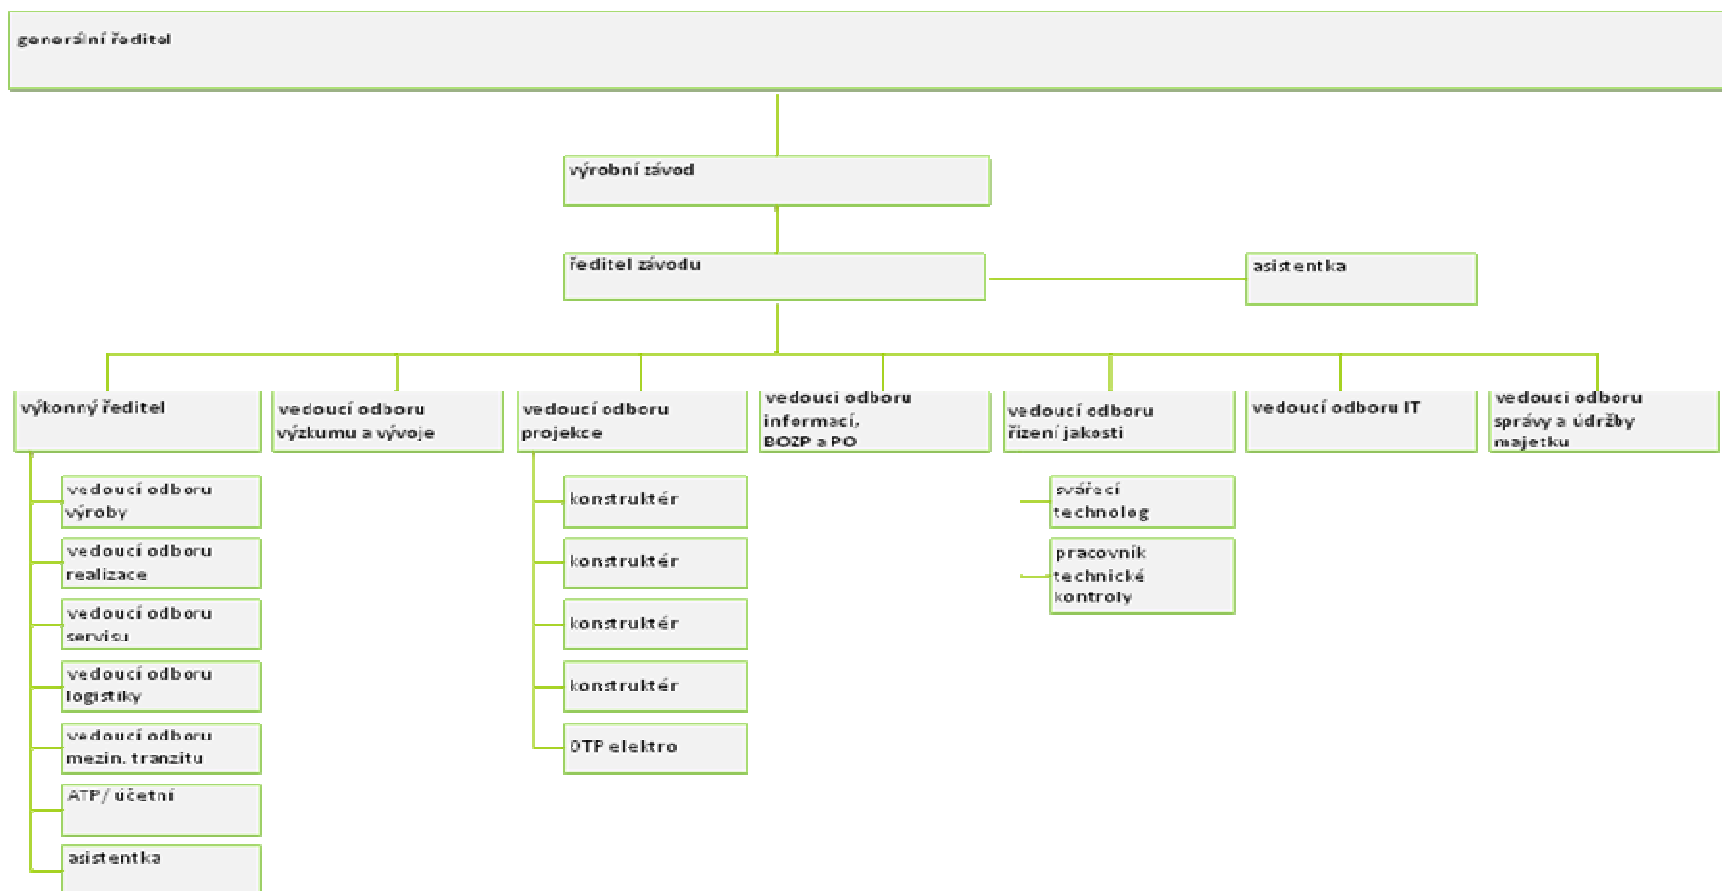 generální ředitel
výrobní závod
ředitel závodu
asistentka
výkonný ředitel
vedoucí odboru
výzkumu a vývoje
vedoucí odboru
projekce
vedoucí odboru
informací,
BOZP a PO
vedoucí odboru
řízení jakosti
vedoucí odboru IT
vedoucí odboru
správy a údržby
majetku
vedoucí odboru
výroby
vedoucí odboru
realizace
vedoucí odboru
servisu
vedoucí odboru
logistiky
vedoucí odboru
mezin. tranzitu
ATP/ účetní
asistentka
konstruktér
konstruktér
konstruktér
konstruktér
OTP elektro
svářecí
technolog
pracovník
technické
kontroly